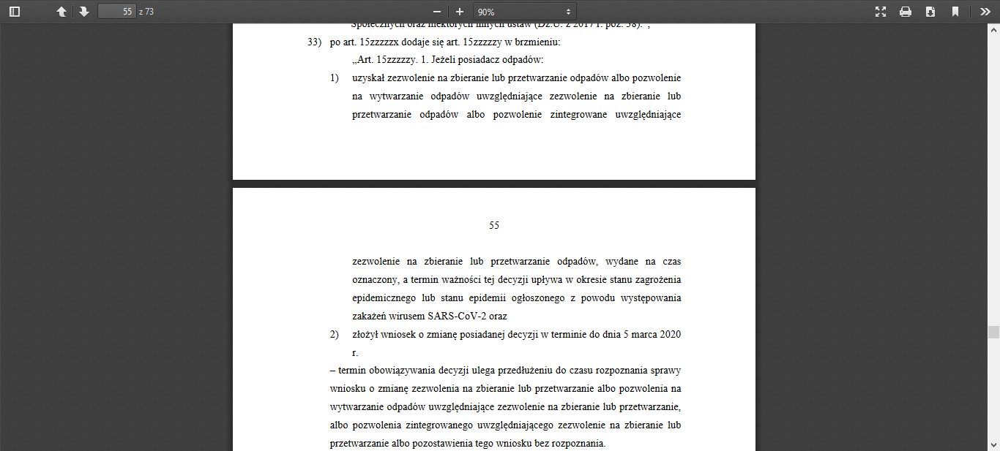 55 z 73 90%
Społecznych oraz niektórych innych ustaw (Dz.U. z 2017 r. poz. 38).”;
33) po art. 15zzzzzx dodaje się art. 15zzzzzy w brzmieniu:
„Art. 15zzzzzy. 1. Jeżeli posiadacz odpadów:
1) uzyskał zezwolenie na zbieranie lub przetwarzanie odpadów albo pozwolenie
na wytwarzanie odpadów uwzględniające zezwolenie na zbieranie lub
przetwarzanie odpadów albo pozwolenie zintegrowane uwzględniające
55
zezwolenie na zbieranie lub przetwarzanie odpadów, wydane na czas
oznaczony, a termin ważności tej decyzji upływa w okresie stanu zagrożenia
epidemicznego lub stanu epidemii ogłoszonego z powodu występowania
zakażeń wirusem SARS-CoV-2 oraz
2) złożył wniosek o zmianę posiadanej decyzji w terminie do dnia 5 marca 2020
r.
– termin obowiązywania decyzji ulega przedłużeniu do czasu rozpoznania sprawy
wniosku o zmianę zezwolenia na zbieranie lub przetwarzanie albo pozwolenia na
wytwarzanie odpadów uwzględniające zezwolenie na zbieranie lub przetwarzanie,
albo pozwolenia zintegrowanego uwzględniającego zezwolenie na zbieranie lub
przetwarzanie albo pozostawienia tego wniosku bez rozpoznania.